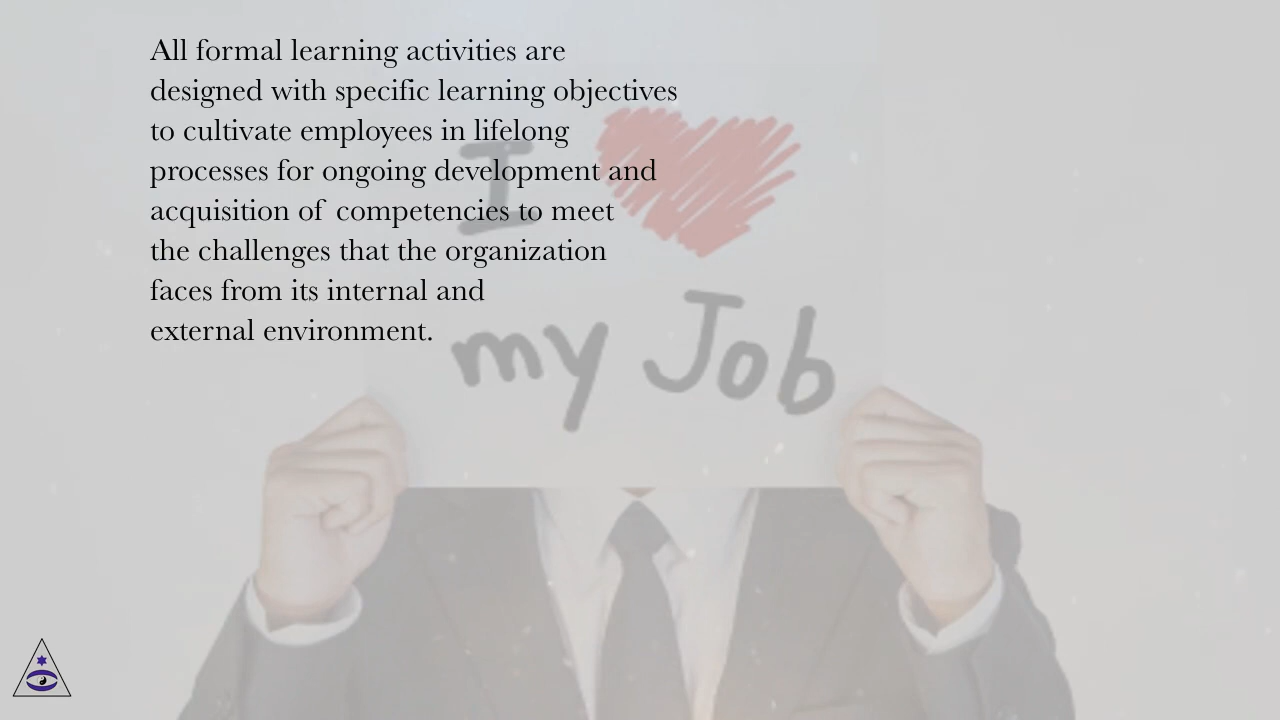 All formal learning activities are
designed with specific learning objectives
to cultivate employees in lifelong
processes for ongoing development and
acquisition of competencies to meet
the challenges that the organization
faces from its internal and
external environment.
I
my Job